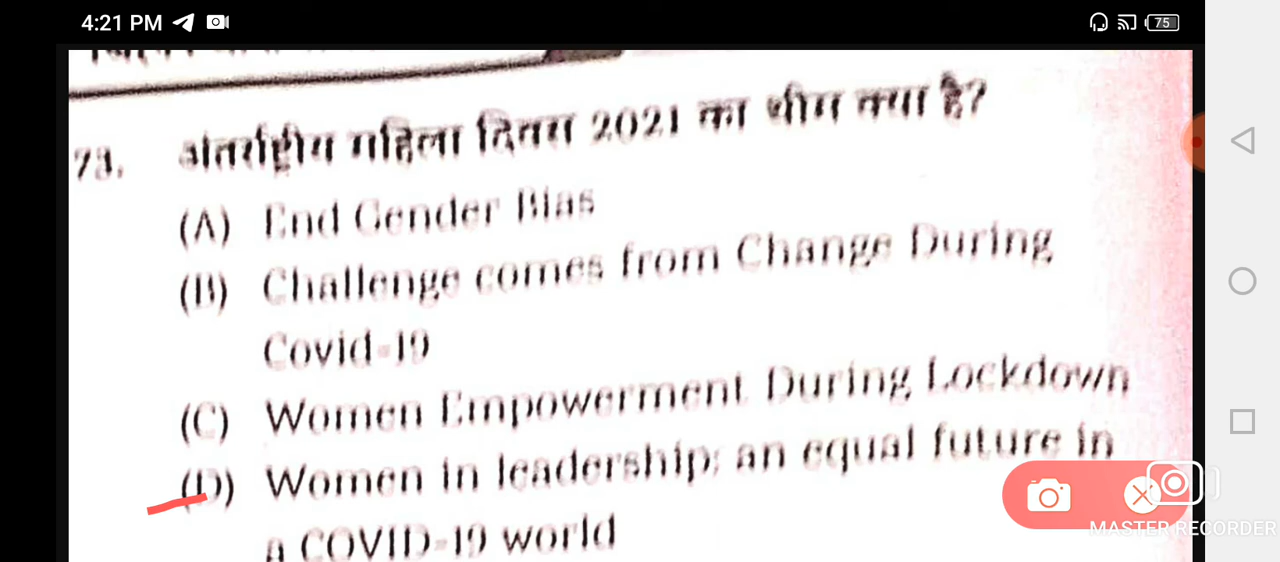 4:21 PM
75
73. अंतर्राष्ट्रीय महिला दिवस 2021 का थीम क्या है?
(A) End Gender Bias
(B) Challenge comes from Change During
Covid-19
(C) Women Empowerment During Lockdown
(D) Women in leadership: an equal future in
a COVID-19 world
MASTER RECORDER